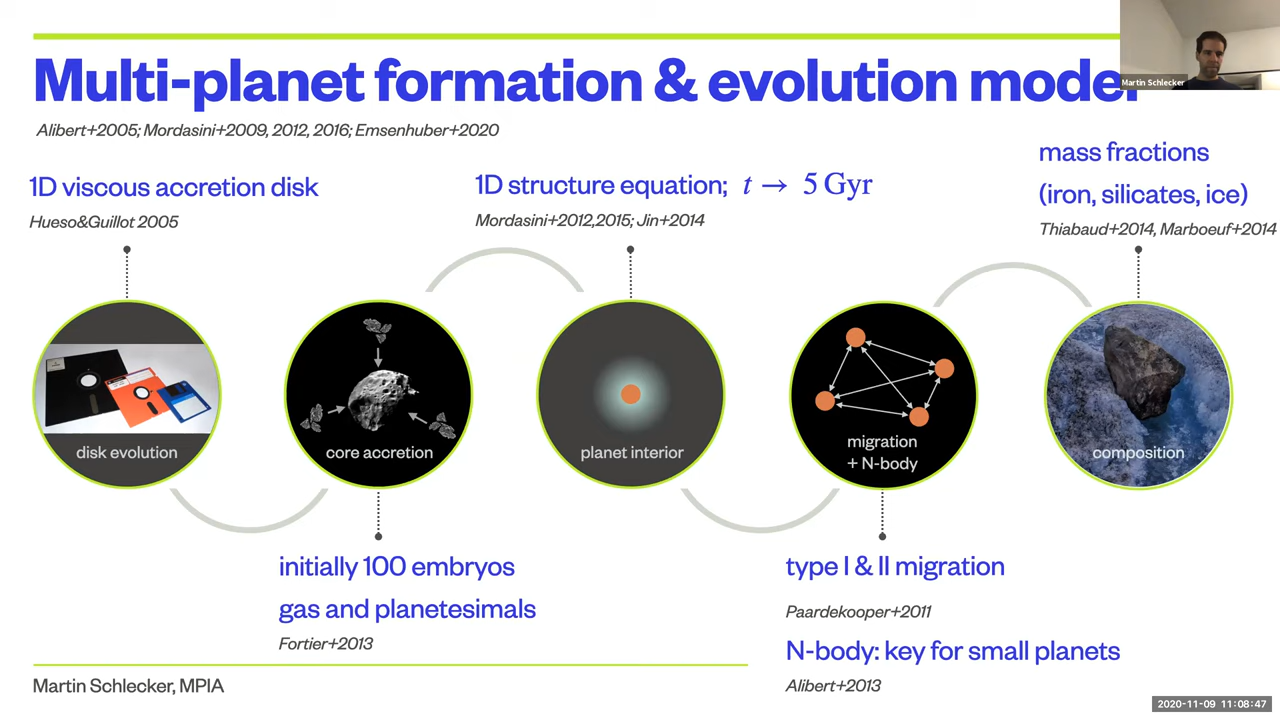 Multi-planet formation & evolution model
Martin Schlecker
Alibert+2005; Mordasini+2009, 2012, 2016; Emsenhuber+2020
1D viscous accretion disk
Hueso&Guillot 2005
1D structure equation; t → 5 Gyr
Mordasini+2012,2015; Jin+2014
mass fractions
(iron, silicates, ice)
Thiabaud+2014, Marboeuf+2014
disk evolution
core accretion
planet interior
migration
+ N-body
composition
initially 100 embryos
gas and planetesimals
Fortier+2013
type I & II migration
Paardekooper+2011
N-body: key for small planets
Alibert+2013
Martin Schlecker, MPIA
2020-11-09 11:08:47